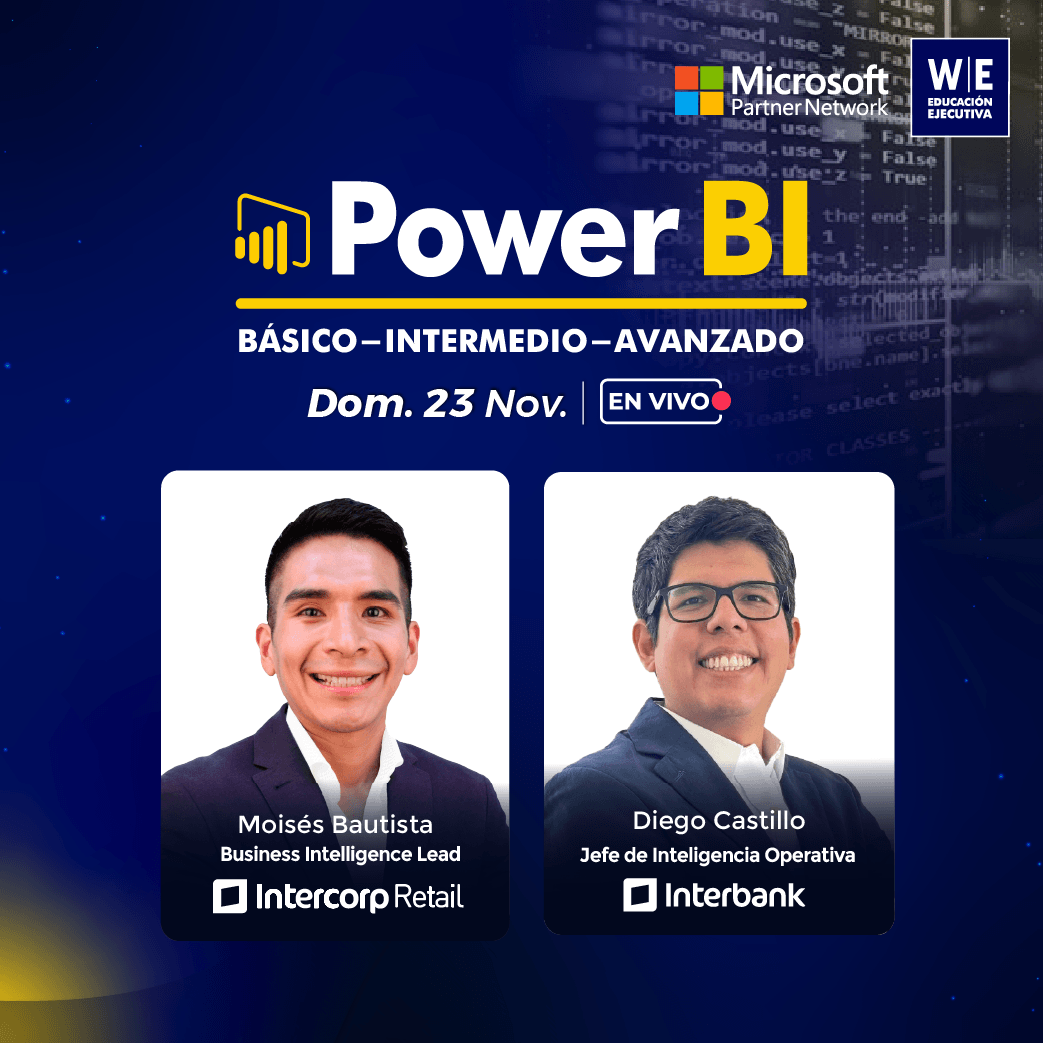 Microsoft
Partner Network
W|E
EDUCACIÓN
EJECUTIVA
Power BI
BÁSICO – INTERMEDIO – AVANZADO
Dom. 23 Nov. | EN VIVO
Moisés Bautista
Business Intelligence Lead
Intercorp Retail
Diego Castillo
Jefe de Inteligencia Operativa
Interbank